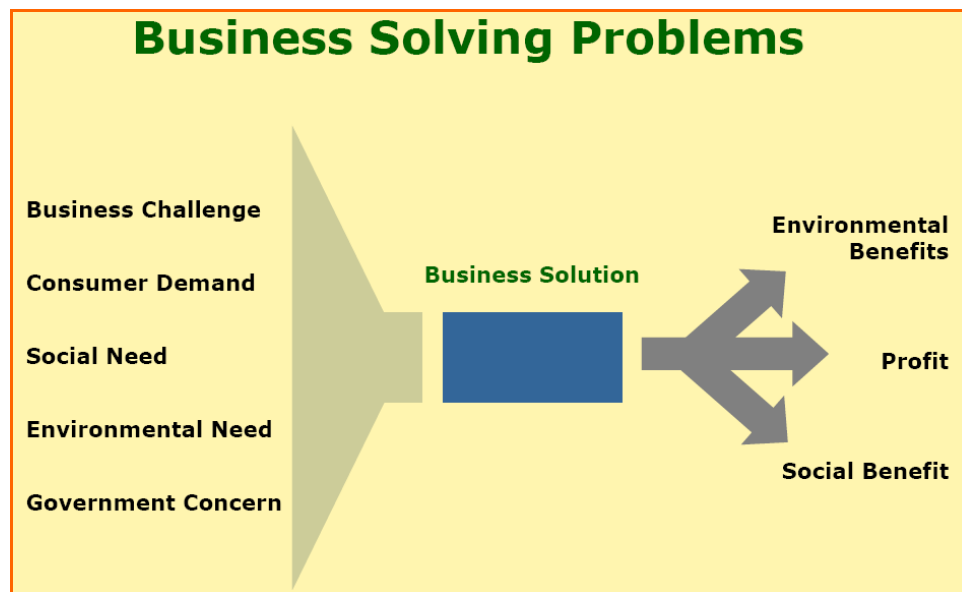 Business Solving Problems
Business Challenge
Consumer Demand
Social Need
Environmental Need
Government Concern
Business Solution
Environmental
Benefits
Profit
Social Benefit